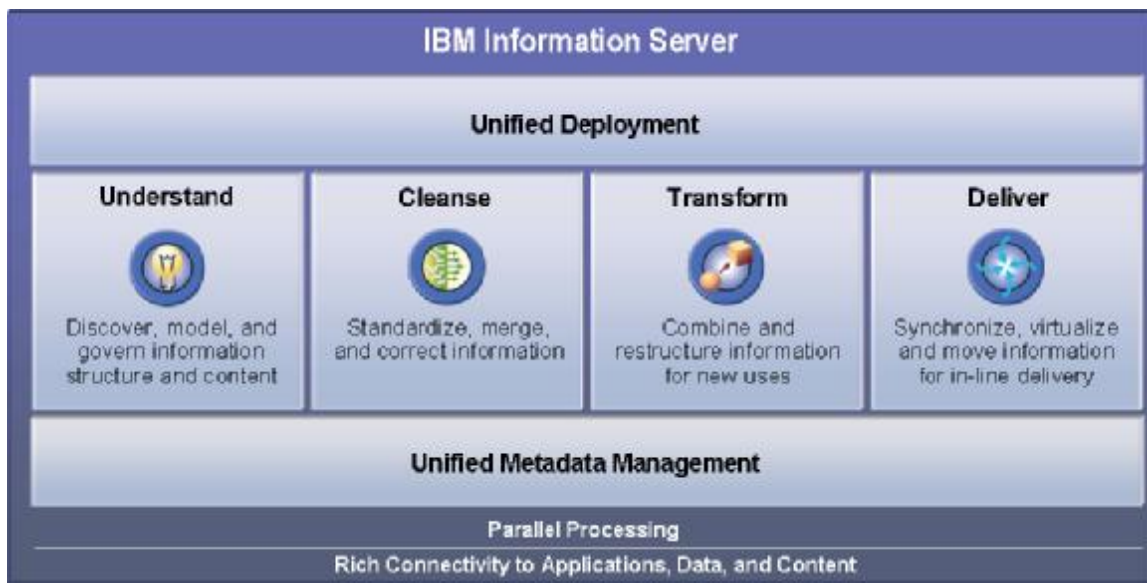 IBM Information Server
Unified Deployment
Understand
Discover, model, and
govern information
structure and content
Cleanse
Standardize, merge,
and correct information
Transform
Combine and
restructure information
for new uses
Deliver
Synchronize, virtualize
and move information
for in-line delivery
Unified Metadata Management
Parallel Processing
Rich Connectivity to Applications, Data, and Content